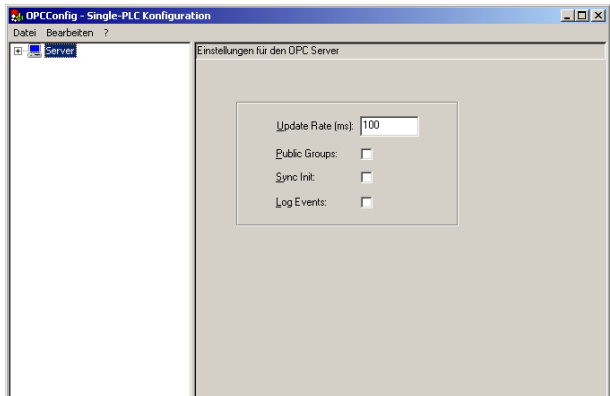 OPCConfig - Single-PLC Konfiguration
Datei Bearbeiten ?
Server
Einstellungen für den OPC Server
Update Rate (ms): 100
Public Groups:
Sync Init:
Log Events: